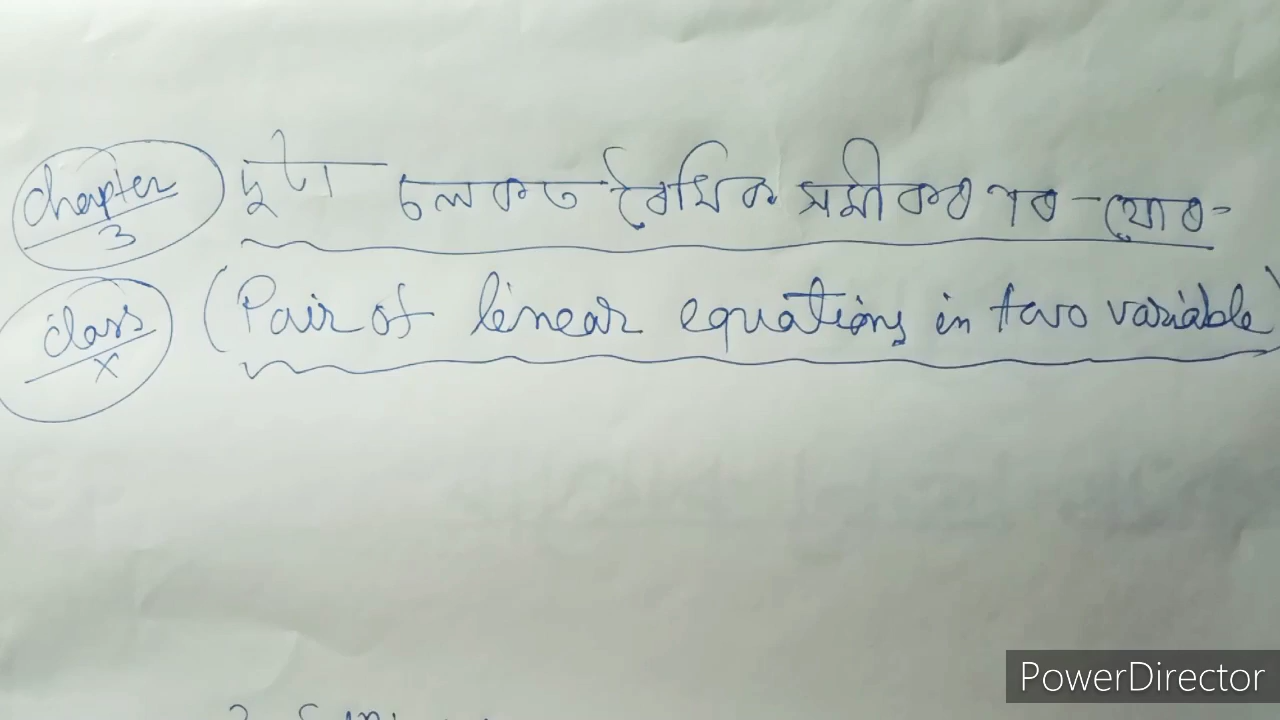 Chapter 3 দুটা চলকত ৰৈখিক সমীকৰণৰ যোৰ
Class X (Pair of linear equations in two variable)
PowerDirector